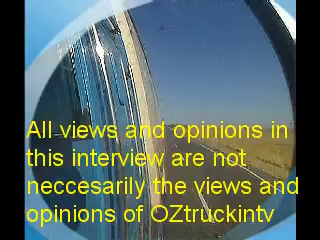 All views and opinions in
this interview are not
neccesarily the views and
opinions of OZtruckintv